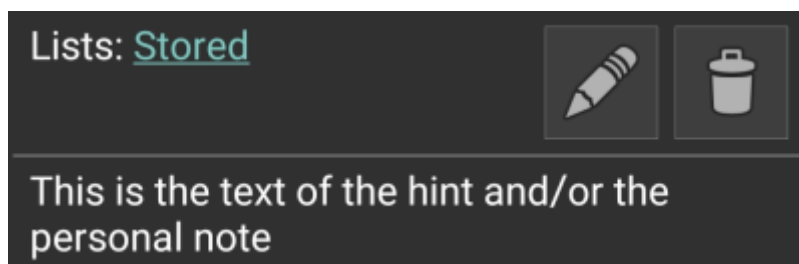 Lists: Stored
This is the text of the hint and/or the
personal note